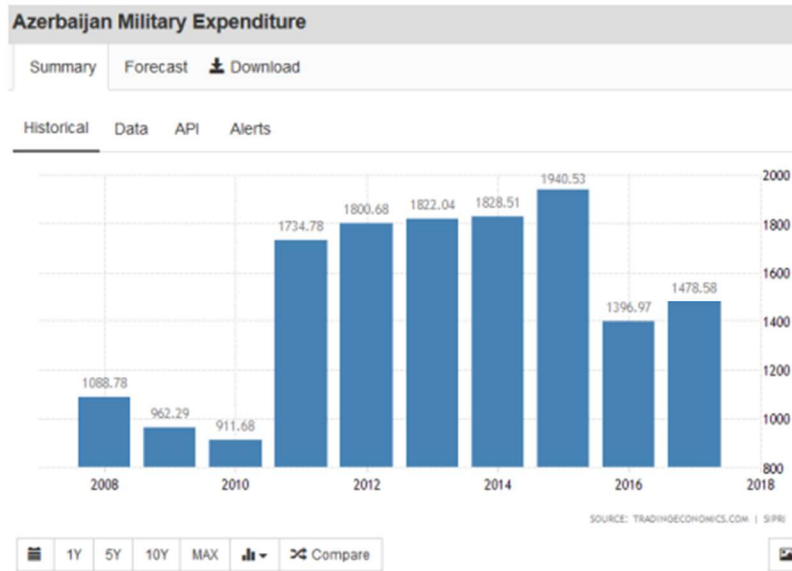 Azerbaijan Military Expenditure
Summary Forecast Download
Historical Data API Alerts
2000
1940.53
1822.04 1828.51
1800.68
1800
1734.78
1600
1478.58
1396.97
1400
1200
1088.78
962.29
1000
911.68
800
2008 2010 2012 2014 2016 2018
SOURCE: TRADINGECONOMICS.COM | SIPRI
1Y 5Y 10Y MAX Compare